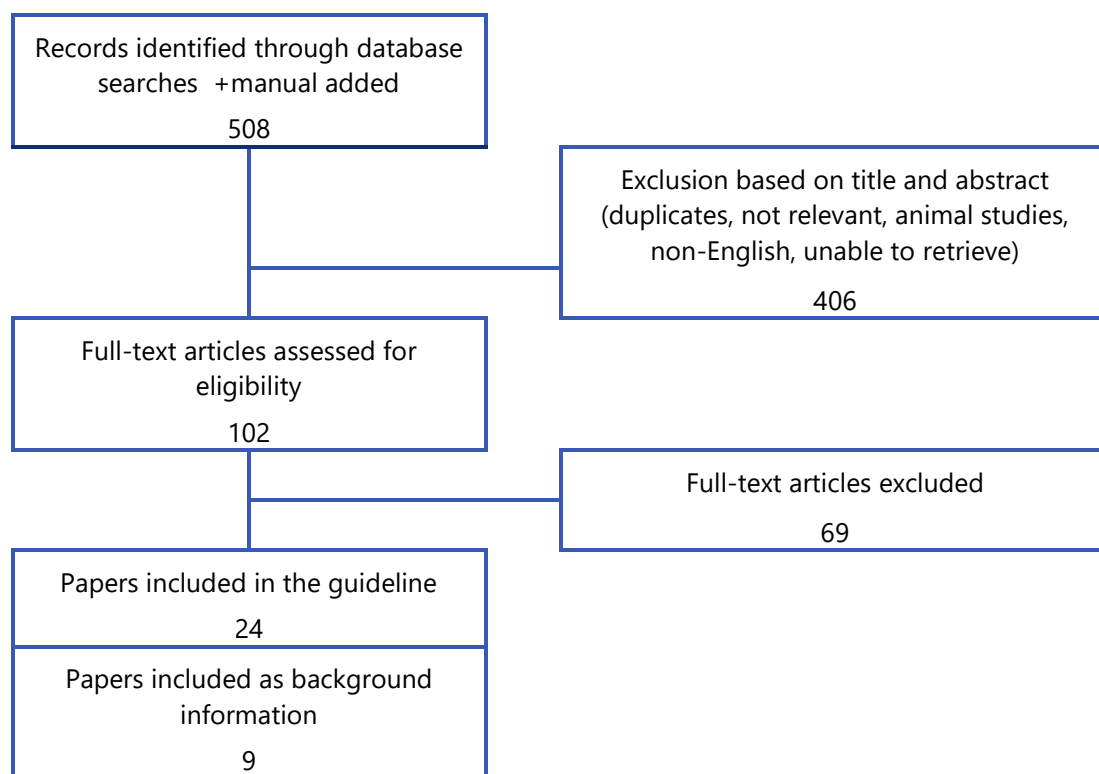 Records identified through database
searches  +manual added
508
Exclusion based on title and abstract
(duplicates, not relevant, animal studies,
non-English, unable to retrieve)
406
Full-text articles assessed for
eligibility
102
Full-text articles excluded
69
Papers included in the guideline
24
Papers included as background
information
9